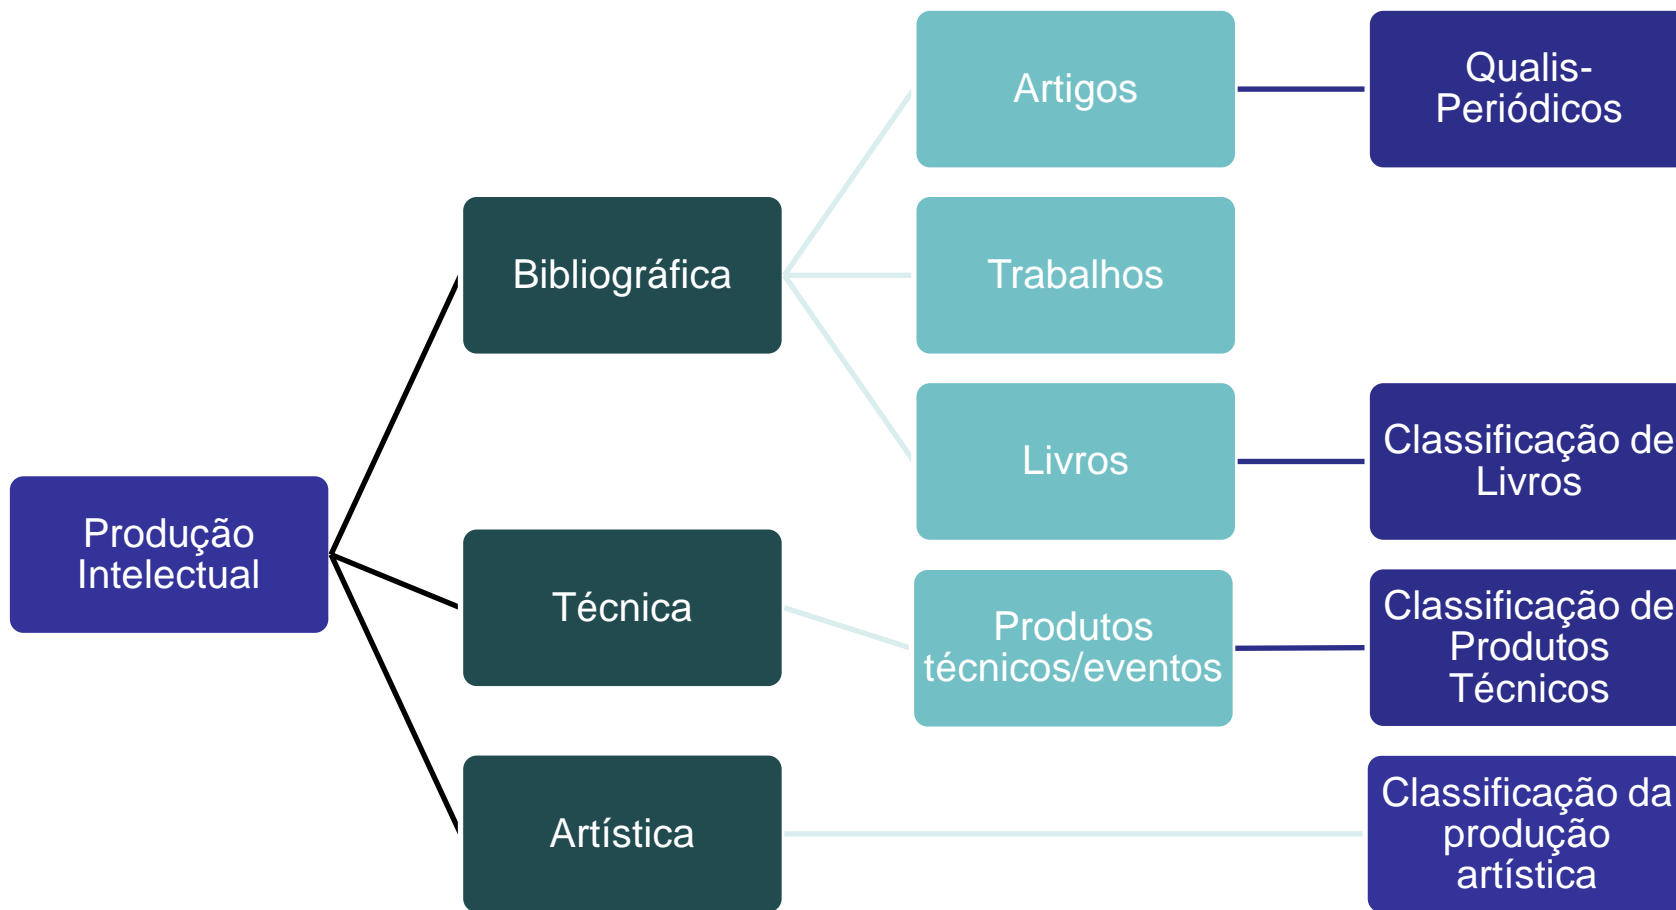 Produção
Intelectual
Bibliográfica
Técnica
Artística
Artigos
Trabalhos
Livros
Produtos
técnicos/eventos
Qualis-
Periódicos
Classificação de
Livros
Classificação de
Produtos
Técnicos
Classificação da
produção
artística